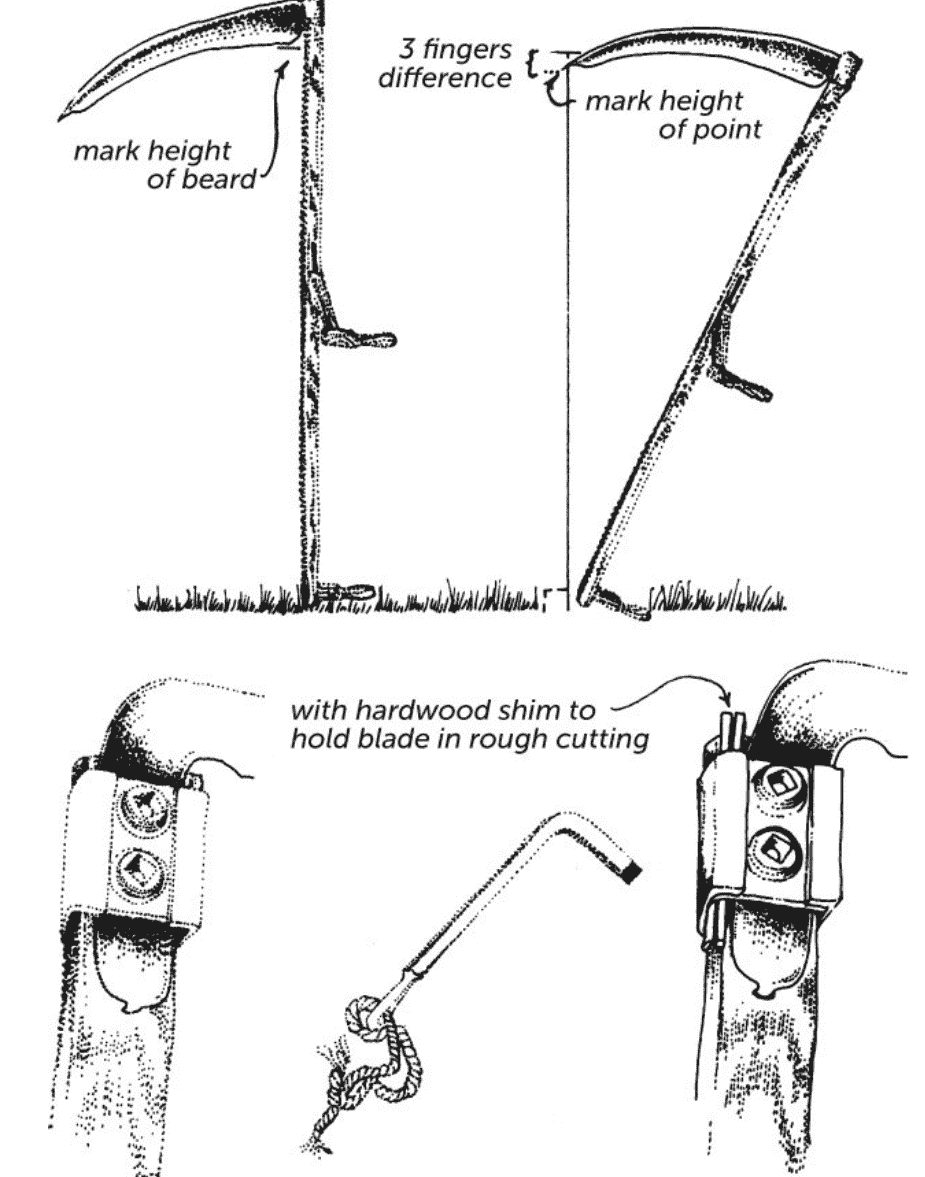 3 fingers
difference
mark height
of point
mark height
of beard
with hardwood shim to
hold blade in rough cutting